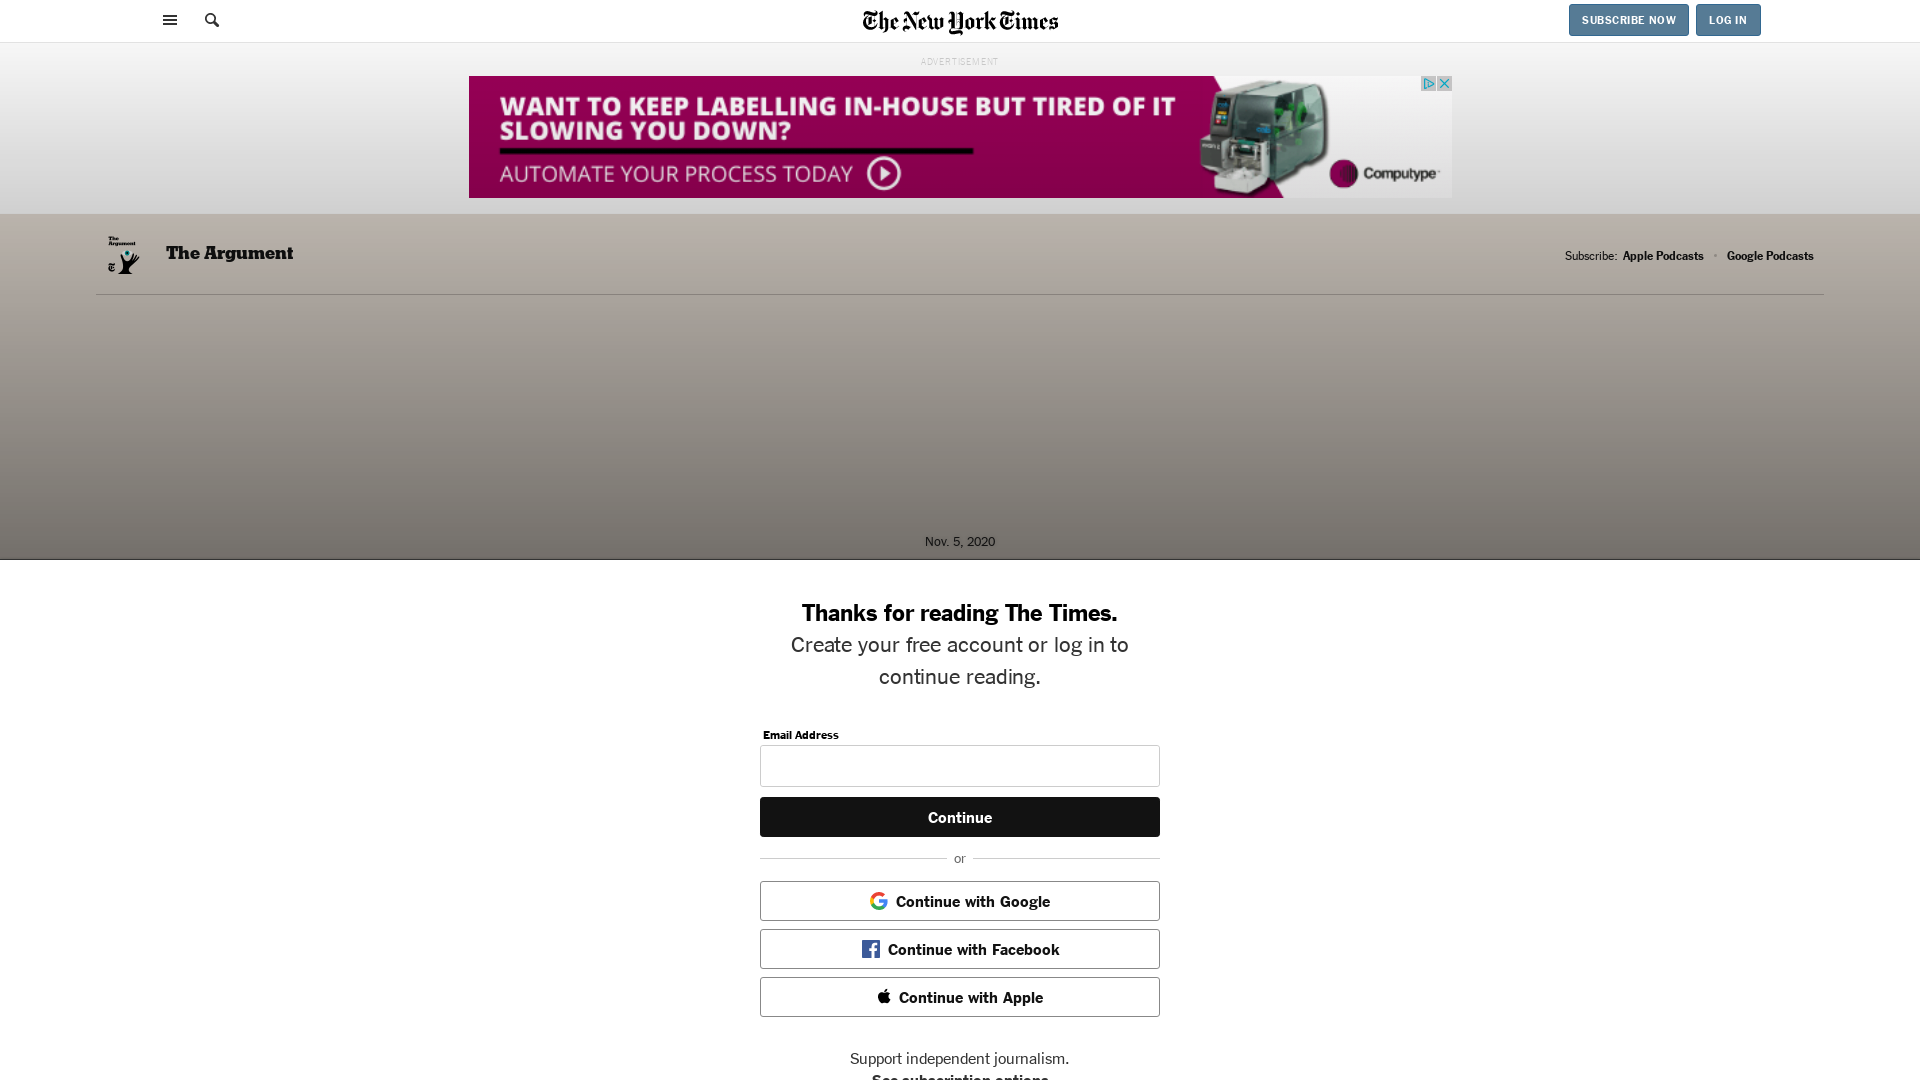 The New York Times
SUBSCRIBE NOW
LOG IN
ADVERTISEMENT
WANT TO KEEP LABELLING IN-HOUSE BUT TIRED OF IT
SLOWING YOU DOWN?
AUTOMATE YOUR PROCESS TODAY
Computype
The Argument
The Argument
Subscribe: Apple Podcasts • Google Podcasts
Nov. 5, 2020
Thanks for reading The Times.
Create your free account or log in to
continue reading.
Email Address
Continue
or
Continue with Google
Continue with Facebook
Continue with Apple
Support independent journalism.
See subscription options